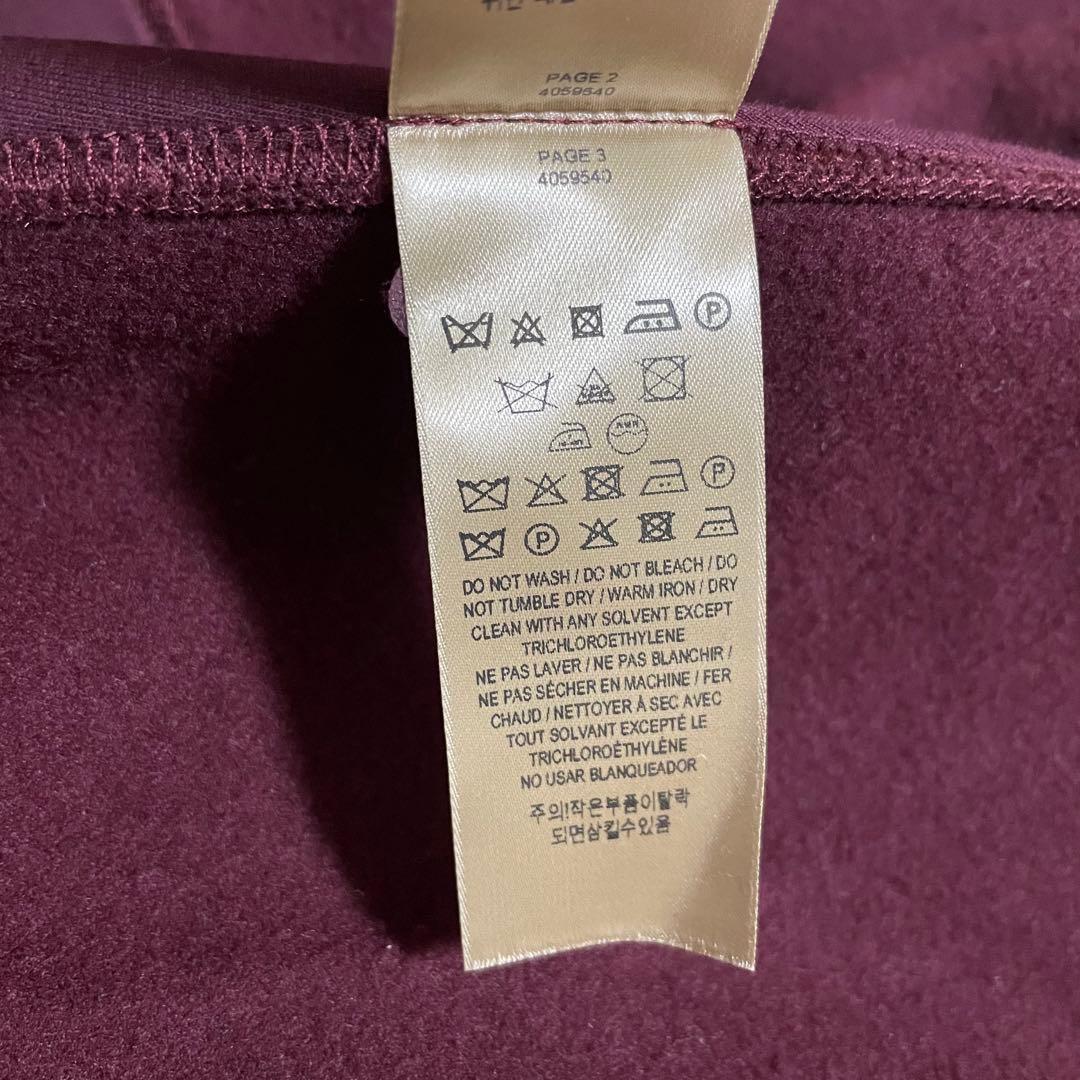 PAGE 2
4059540
PAGE 3
4059540
P
P
P
DO NOT WASH / DO NOT BLEACH / DO
NOT TUMBLE DRY / WARM IRON / DRY
CLEAN WITH ANY SOLVENT EXCEPT
TRICHLOROETHYLENE
NE PAS LAVER / NE PAS BLANCHIR /
NE PAS SÉCHER EN MACHINE / FER
CHAUD / NETTOYER À SEC AVEC
TOUT SOLVANT EXCEPTÉ LE
TRICHLOROÉTHYLÈNE
NO USAR BLANQUEADOR
주의!작은부품이탈락
되면삼킬수있음